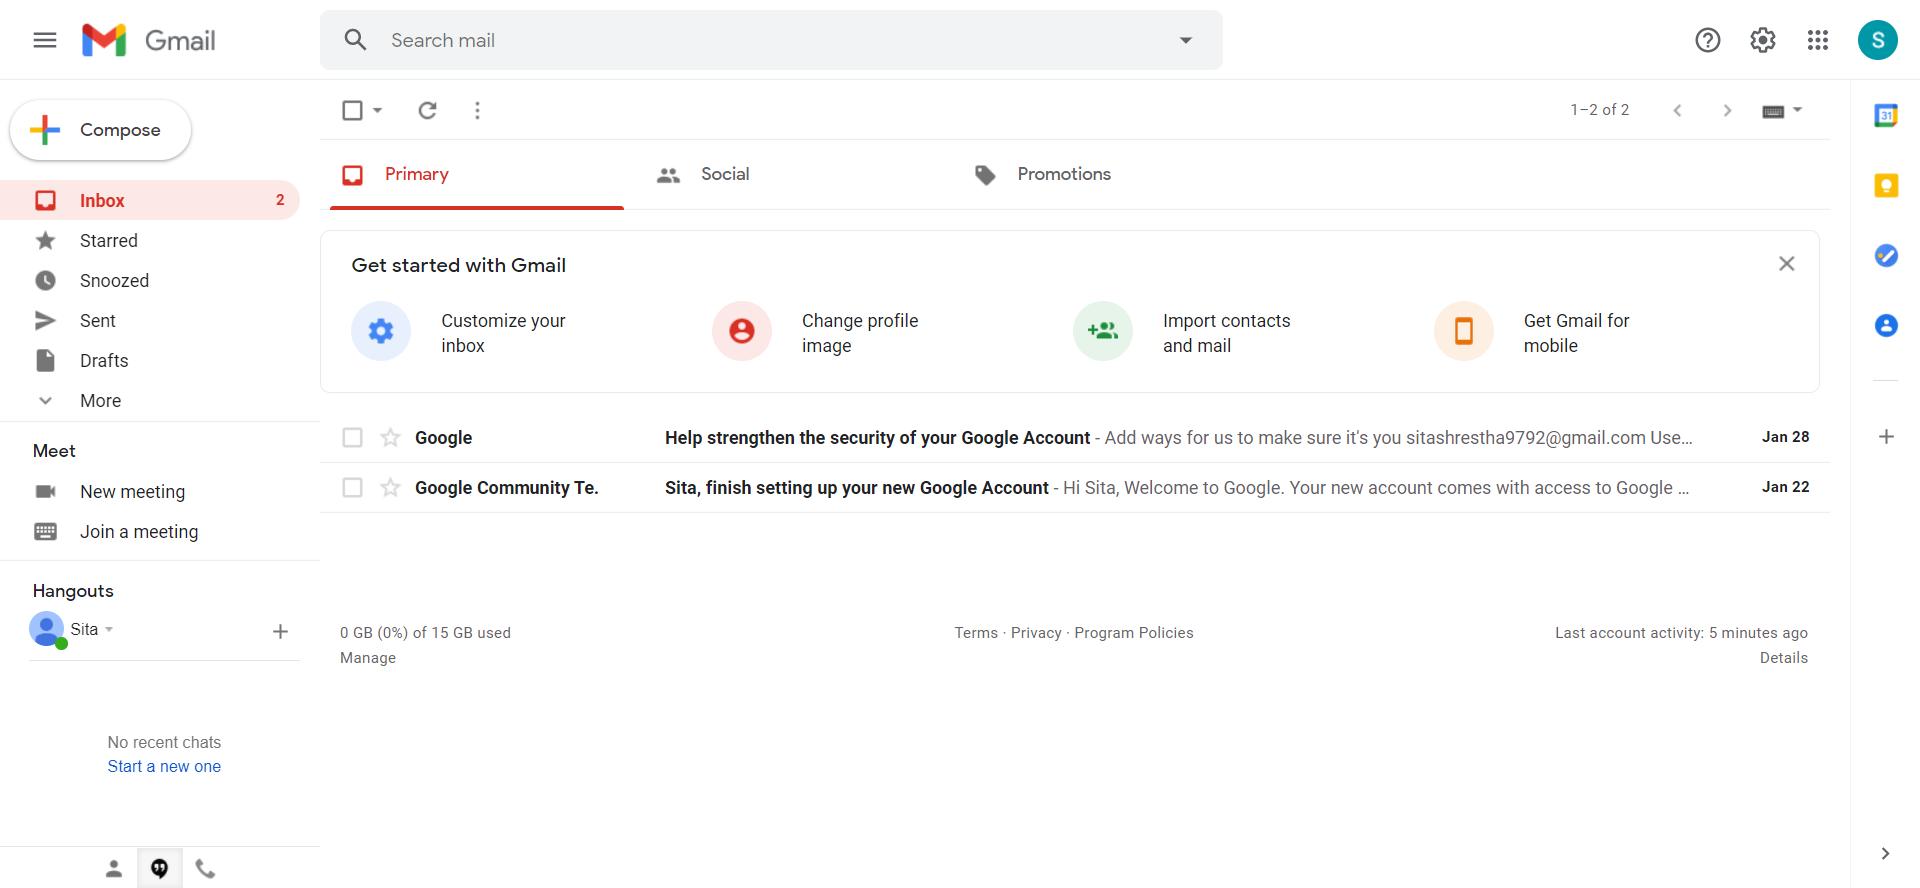 Gmail
Search mail
S
Compose
1–2 of 2
31
Primary
Social
Promotions
Inbox 2
Starred
Snoozed
Sent
Drafts
More
Get started with Gmail
Customize your
inbox
Change profile
image
Import contacts
and mail
Get Gmail for
mobile
Google Help strengthen the security of your Google Account - Add ways for us to make sure it's you sitashrestha9792@gmail.com Use... Jan 28
Google Community Te. Sita, finish setting up your new Google Account - Hi Sita, Welcome to Google. Your new account comes with access to Google ... Jan 22
Meet
New meeting
Join a meeting
Hangouts
Sita
0 GB (0%) of 15 GB used
Manage
Terms · Privacy · Program Policies
Last account activity: 5 minutes ago
Details
No recent chats
Start a new one